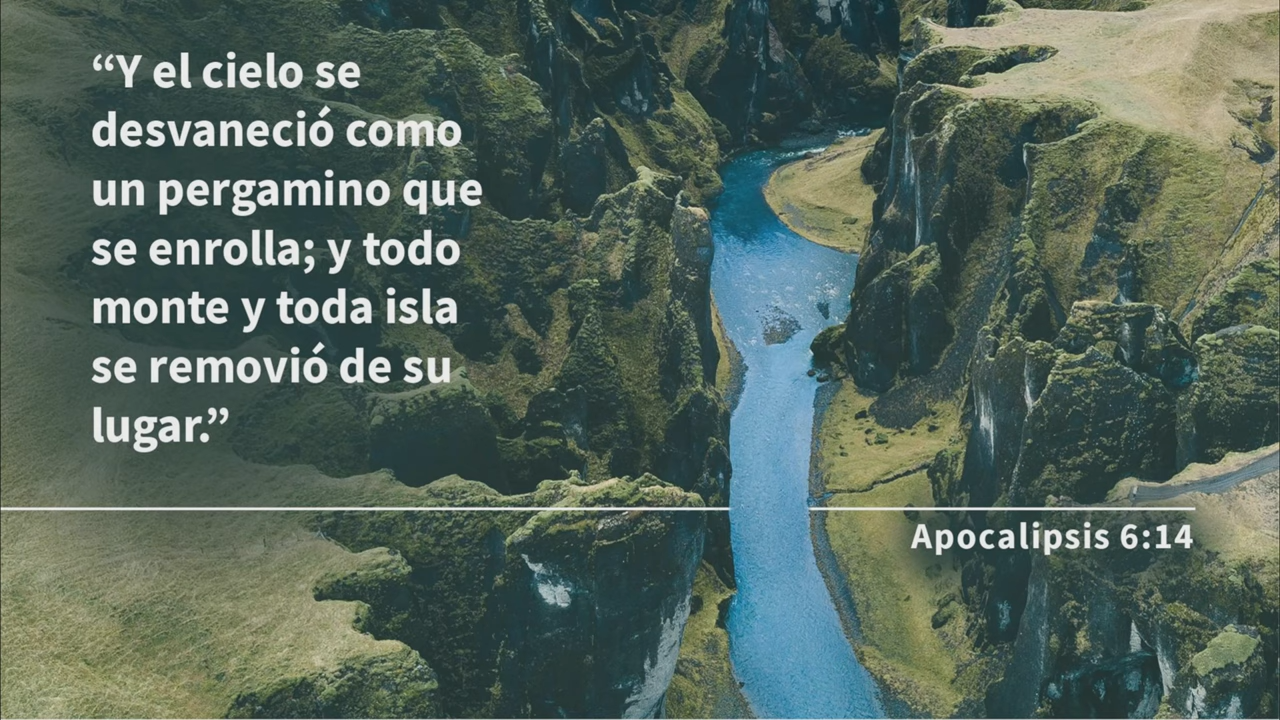 “Y el cielo se
desvaneció como
un pergamino que
se enrolla; y todo
monte y toda isla
se removió de su
lugar.”
Apocalipsis 6:14